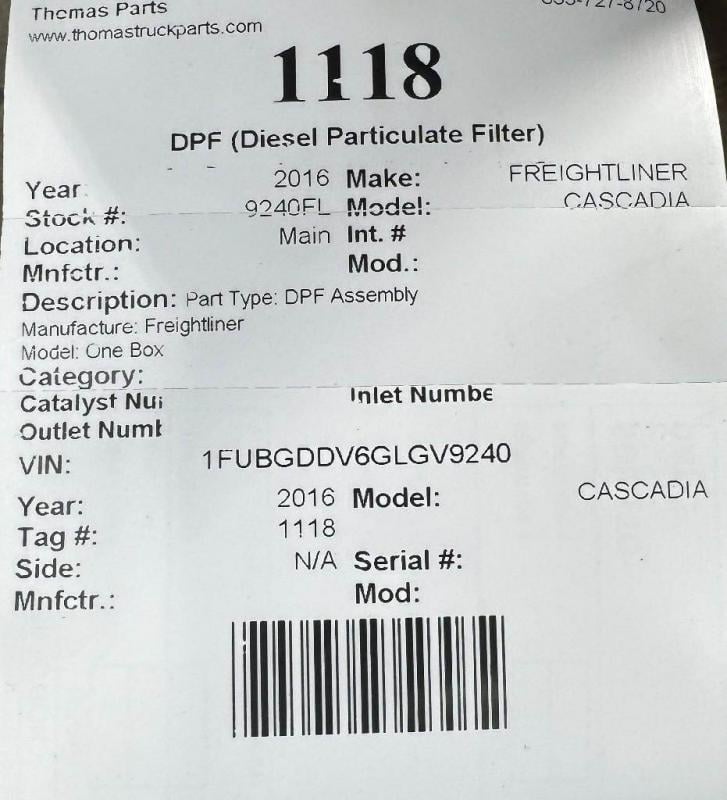 Thomas Parts
www.thomastruckparts.com
1118
DPF (Diesel Particulate Filter)
Year 2016 Make: FREIGHTLINER
Stock #: 9240FL Model: CASCADIA
Location: Main Int. #
Mnfctr.: Mod.:
Description: Part Type: DPF Assembly
Manufacture: Freightliner
Model: One Box
Category:
Catalyst Nu Inlet Numbe
Outlet Numb
VIN: 1FUBGDDV6GLGV9240
Year: 2016 Model: CASCADIA
Tag #: 1118
Side: N/A Serial #:
Mnfctr.: Mod: